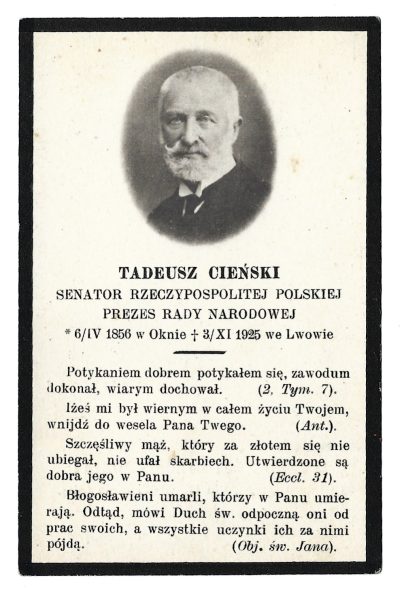 TADEUSZ CIEŃSKI
SENATOR RZECZYPOSPOLITEJ POLSKIEJ
PREZES RADY NARODOWEJ
* 6/IV 1856 w Oknie † 3/XI 1925 we Lwowie
Potykaniem dobrem potykałem się, zawodum
dokonał, wiarym dochował. (2, Tym. 7).
Iżeś mi był wiernym w całem życiu Twojem,
wnijdź do wesela Pana Twego. (Ant.).
Szczęśliwy mąż, który za złotem się nie
ubiegał, nie ufał skarbiech. Utwierdzone są
dobra jego w Panu. (Eccl. 31).
Błogosławieni umarli, którzy w Panu umie-
rają. Odtąd, mówi Duch św. odpoczną oni od
prac swoich, a wszystkie uczynki ich za nimi
pójdą. (Obj. św. Jana).